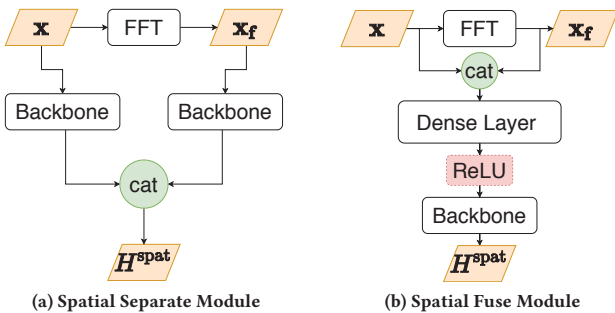 x
FFT
x_f
Backbone
Backbone
cat
H^spat
(a) Spatial Separate Module
x
FFT
x_f
cat
Dense Layer
ReLU
Backbone
H^spat
(b) Spatial Fuse Module